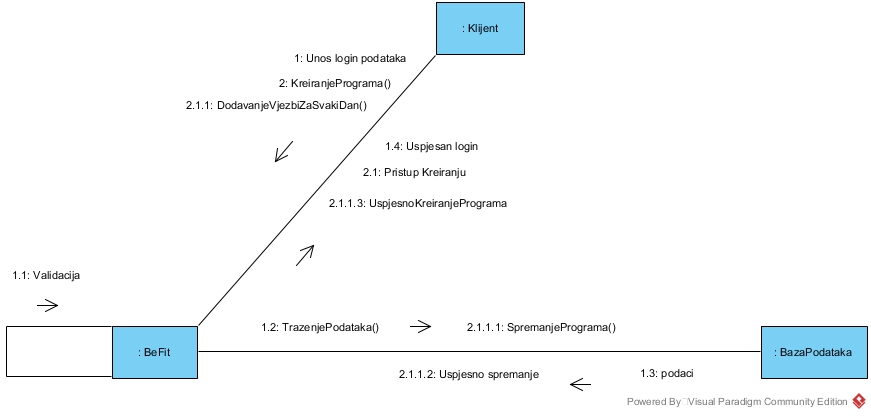 : Klijent
1: Unos login podataka
2: KreiranjePrograma()
2.1.1: DodavanjeVjezbiZaSvakiDan()
1.4: Uspjesan login
2.1: Pristup Kreiranju
2.1.1.3: UspjesnoKreiranjePrograma
1.1: Validacija
1.2: TrazenjePodataka()
2.1.1.1: SpremanjePrograma()
: BeFit
: BazaPodataka
2.1.1.2: Uspjesno spremanje
1.3: podaci
Powered By Visual Paradigm Community Edition